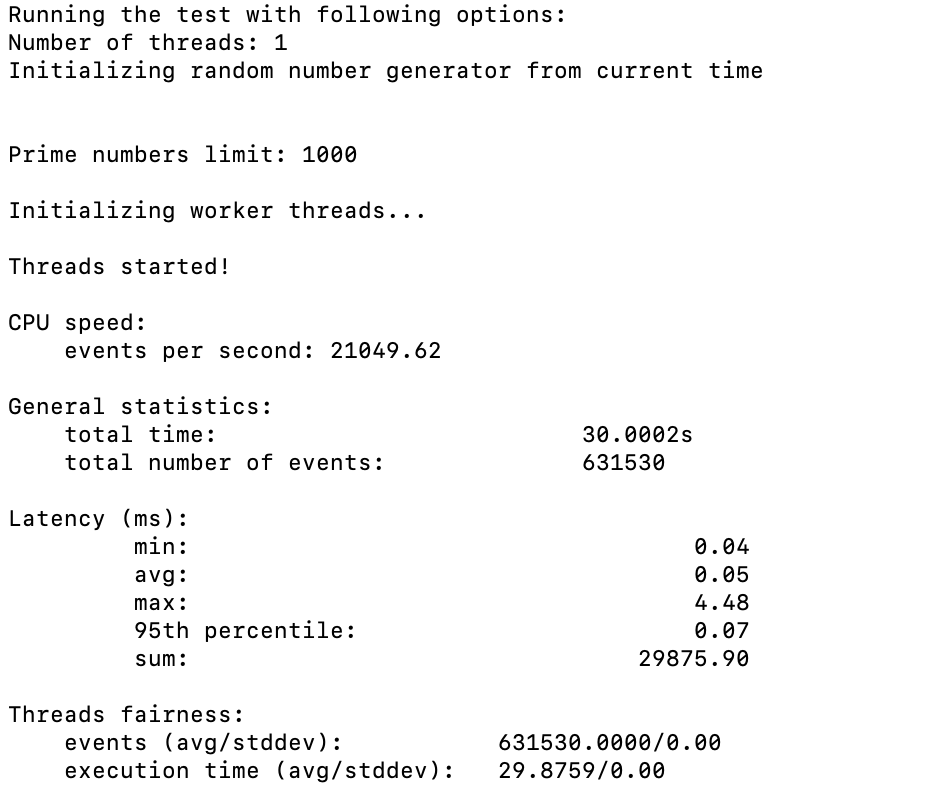 Running the test with following options:
Number of threads: 1
Initializing random number generator from current time
Prime numbers limit: 1000
Initializing worker threads...
Threads started!
CPU speed:
events per second: 21049.62
General statistics:
total time: 30.0002s
total number of events: 631530
Latency (ms):
min: 0.04
avg: 0.05
max: 4.48
95th percentile: 0.07
sum: 29875.90
Threads fairness:
events (avg/stddev): 631530.0000/0.00
execution time (avg/stddev): 29.8759/0.00